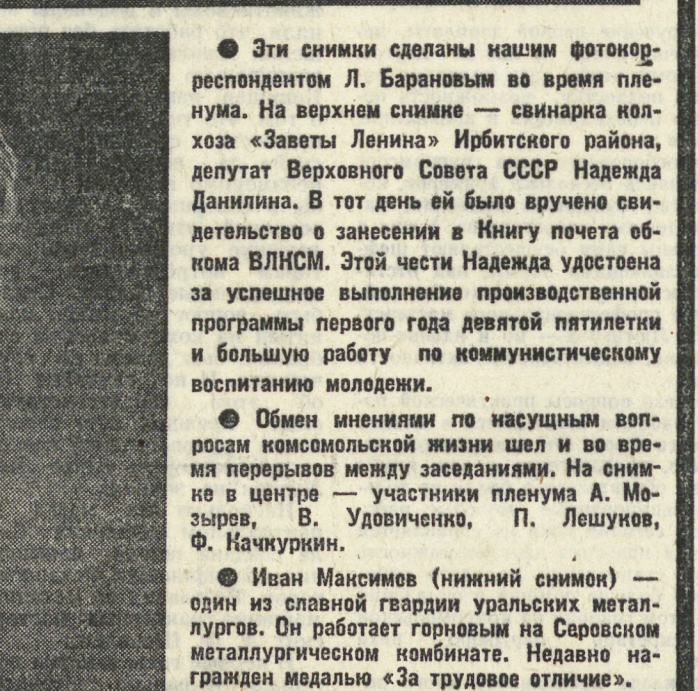 ● Эти снимки сделаны нашим фотокор-
респондентом Л. Барановым во время пле-
нума. На верхнем снимке — свинарка кол-
хоза «Заветы Ленина» Ирбитского района,
депутат Верховного Совета СССР Надежда
Данилина. В тот день ей было вручено сви-
детельство о занесении в Книгу почета об-
кома ВЛКСМ. Этой чести Надежда удостоена
за успешное выполнение производственной
программы первого года девятой пятилетки
и большую работу по коммунистическому
воспитанию молодежи.
● Обмен мнениями по насущным воп-
росам комсомольской жизни шел и во вре-
мя перерывов между заседаниями. На сним-
ке в центре — участники пленума А. Мо-
зырев, В. Удовиченко, П. Лешуков,
Ф. Качкуркин.
● Иван Максимов (нижний снимок) —
один из славной гвардии уральских метал-
лургов. Он работает горновым на Серовском
металлургическом комбинате. Недавно на-
гражден медалью «За трудовое отличие».